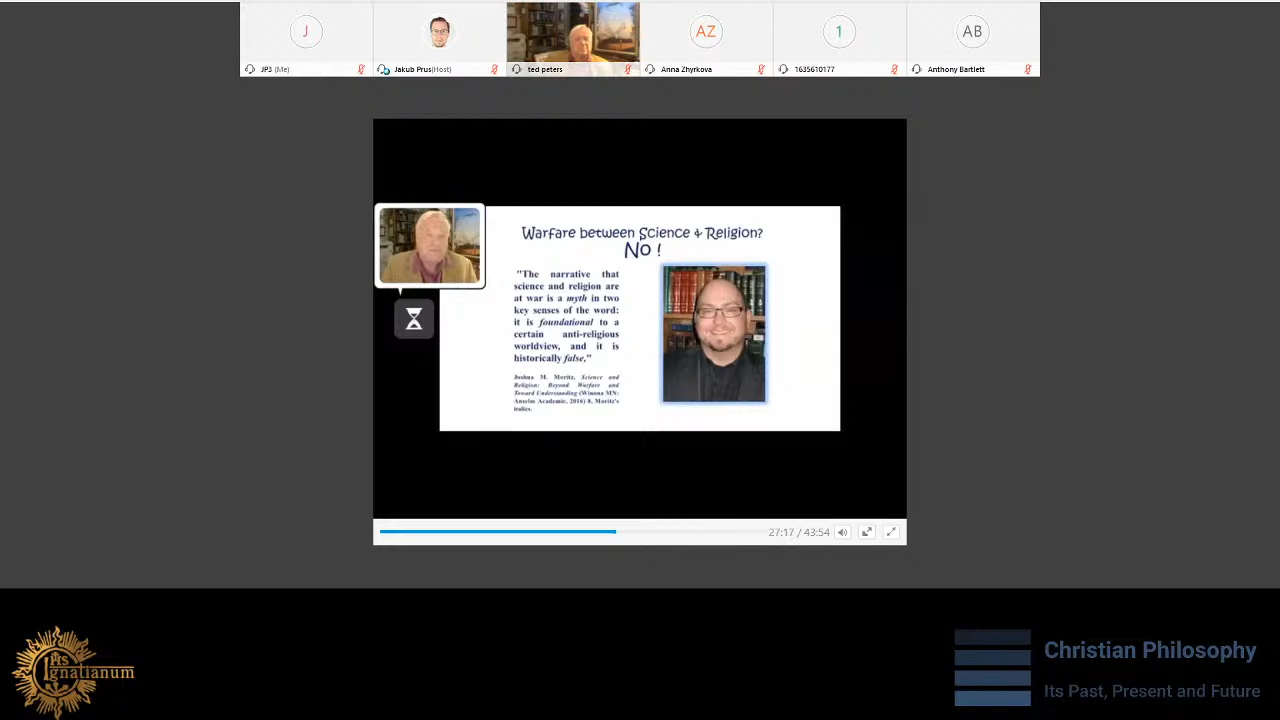 J
AZ
1
AB
JP3 (Me)
Jakub Prus(Host)
ted peters
Anna Zhyrkova
1635610177
Anthony Bartlett
Warfare between Science & Religion?
No !
"The narrative that
science and religion are
at war is a myth in two
key senses of the word:
it is foundational to a
certain anti-religious
worldview, and it is
historically false,"
Joshua M. Moritz, Science and
Religion: Beyond Warfare and
Toward Understanding (Winona MN:
Anselm Academic, 2016) 8. Moritz's
italics.
27:17 / 43:54
IHS
Ignatianum
Christian Philosophy
Its Past, Present and Future